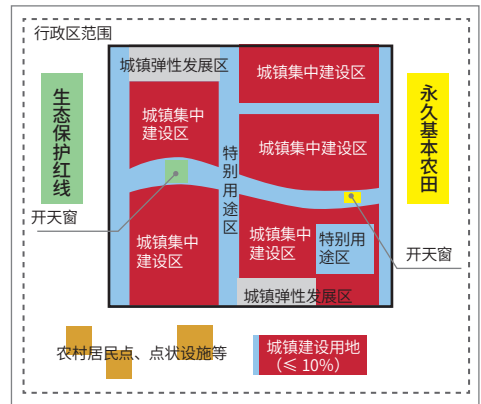 行政区范围
城镇弹性发展区
城镇集中建设区
生态保护红线
永久基本农田
城镇集中
建设区
特别用途区
城镇集中建设区
开天窗
城镇集中
建设区
城镇集中
建设区
特别用
途区
开天窗
城镇弹性发展区
农村居民点、点状设施等
城镇建设用地
（≤ 10%）